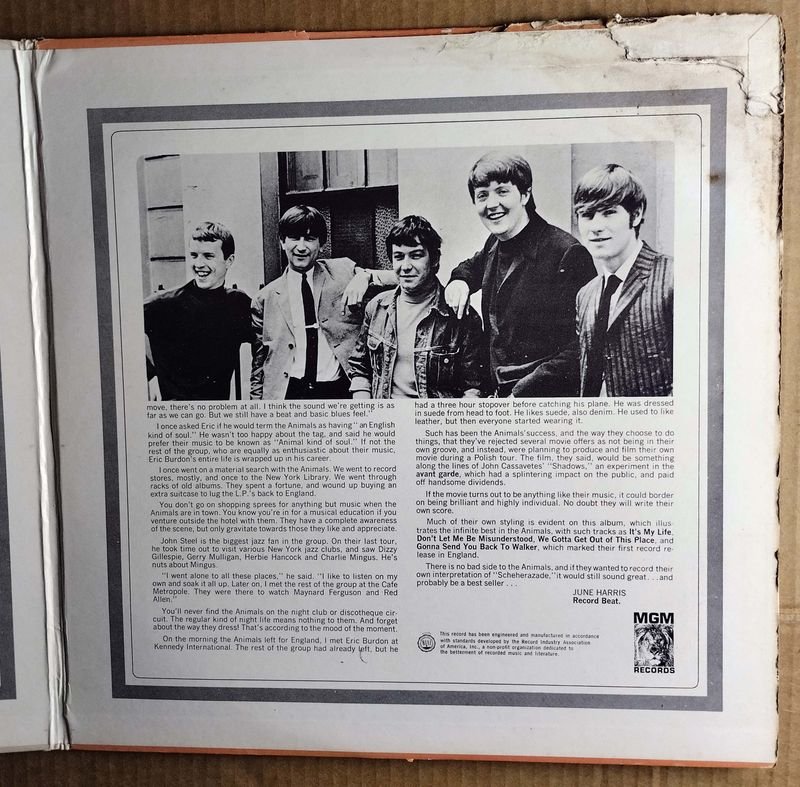 move, there's no problem at all. I think the sound we're getting is as
far as we can go. But we still have a beat and basic blues feel."
I once asked Eric if he would term the Animals as having "an English
kind of soul." He wasn't too happy about the tag, and said he would
prefer their music to be known as "Animal kind of soul." If not the
rest of the group, who are equally as enthusiastic about their music,
Eric Burdon's entire life is wrapped up in his career.
I once went on a material search with the Animals. We went to record
stores, mostly, and once to the New York Library. We went through
racks of old albums. They spent a fortune, and wound up buying an
extra suitcase to lug the L.P.'s back to England.
You don't go on shopping sprees for anything but music when the
Animals are in town. You know you're in for a musical education if you
venture outside the hotel with them. They have a complete awareness
of the scene, but only gravitate towards those they like and appreciate.
John Steel is the biggest jazz fan in the group. On their last tour,
he took time out to visit various New York jazz clubs, and saw Dizzy
Gillespie, Gerry Mulligan, Herbie Hancock and Charlie Mingus. He's
nuts about Mingus.
"I went alone to all these places," he said. "I like to listen on my
own and soak it all up. Later on, I met the rest of the group at the Cafe
Metropole. They were there to watch Maynard Ferguson and Red
Allen."
You'll never find the Animals on the night club or discotheque cir-
cuit. The regular kind of night life means nothing to them. And forget
about the way they dress! That's according to the mood of the moment.
On the morning the Animals left for England, I met Eric Burdon at
Kennedy International. The rest of the group had already left, but he
had a three hour stopover before catching his plane. He was dressed
in suede from head to foot. He likes suede, also denim. He used to like
leather, but then everyone started wearing it.
Such has been the Animals' success, and the way they choose to do
things, that they've rejected several movie offers as not being in their
own groove, and instead, were planning to produce and film their own
movie during a Polish tour. The film, they said, would be something
along the lines of John Cassavetes' "Shadows," an experiment in the
avant garde, which had a splintering impact on the public, and paid
off handsome dividends.
If the movie turns out to be anything like their music, it could border
on being brilliant and highly individual. No doubt they will write their
own score.
Much of their own styling is evident on this album, which illus-
trates the infinite best in the Animals, with such tracks as It's My Life,
Don't Let Me Be Misunderstood, We Gotta Get Out of This Place, and
Gonna Send You Back To Walker, which marked their first record re-
lease in England.
There is no bad side to the Animals, and if they wanted to record their
own interpretation of "Scheherazade," it would still sound great . . . and
probably be a best seller . . .
JUNE HARRIS
Record Beat.
This record has been engineered and manufactured in accordance
with standards developed by the Record Industry Association
of America, Inc., a non-profit organization dedicated to
the betterment of recorded music and literature.
MGM
RECORDS